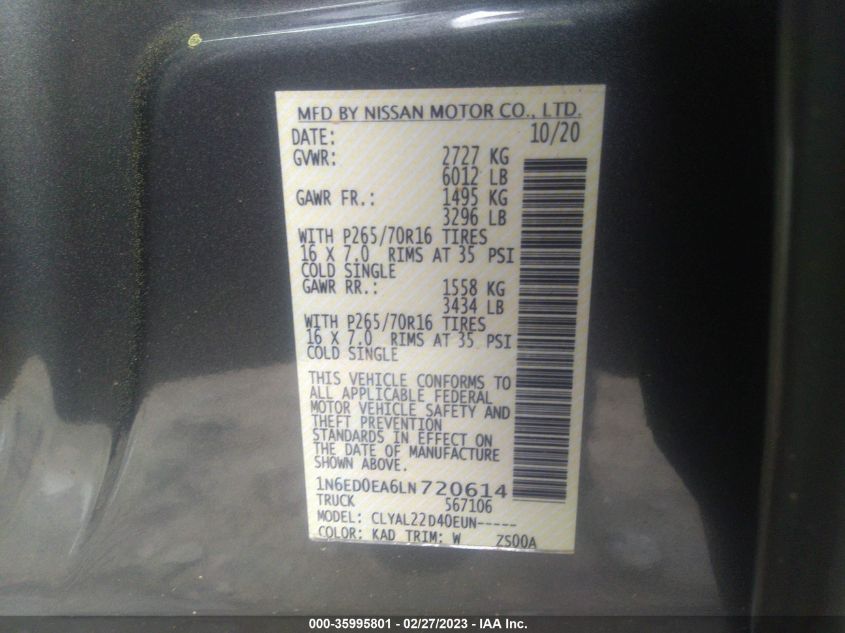 MFD BY NISSAN MOTOR CO., LTD.
DATE: 10/20
GVWR: 2727 KG
6012 LB
GAWR FR.: 1495 KG
3296 LB
WITH P265/70R16 TIRES
16 X 7.0 RIMS AT 35 PSI
COLD SINGLE
GAWR RR.: 1558 KG
3434 LB
WITH P265/70R16 TIRES
16 X 7.0 RIMS AT 35 PSI
COLD SINGLE
THIS VEHICLE CONFORMS TO
ALL APPLICABLE FEDERAL
MOTOR VEHICLE SAFETY AND
THEFT PREVENTION
STANDARDS IN EFFECT ON
THE DATE OF MANUFACTURE
SHOWN ABOVE.
1N6ED0EA6LN720614
TRUCK 567106
MODEL: CLYAL22D40EUN-----
COLOR: KAD TRIM: W ZS00A
000-35995801 - 02/27/2023 - IAA Inc.